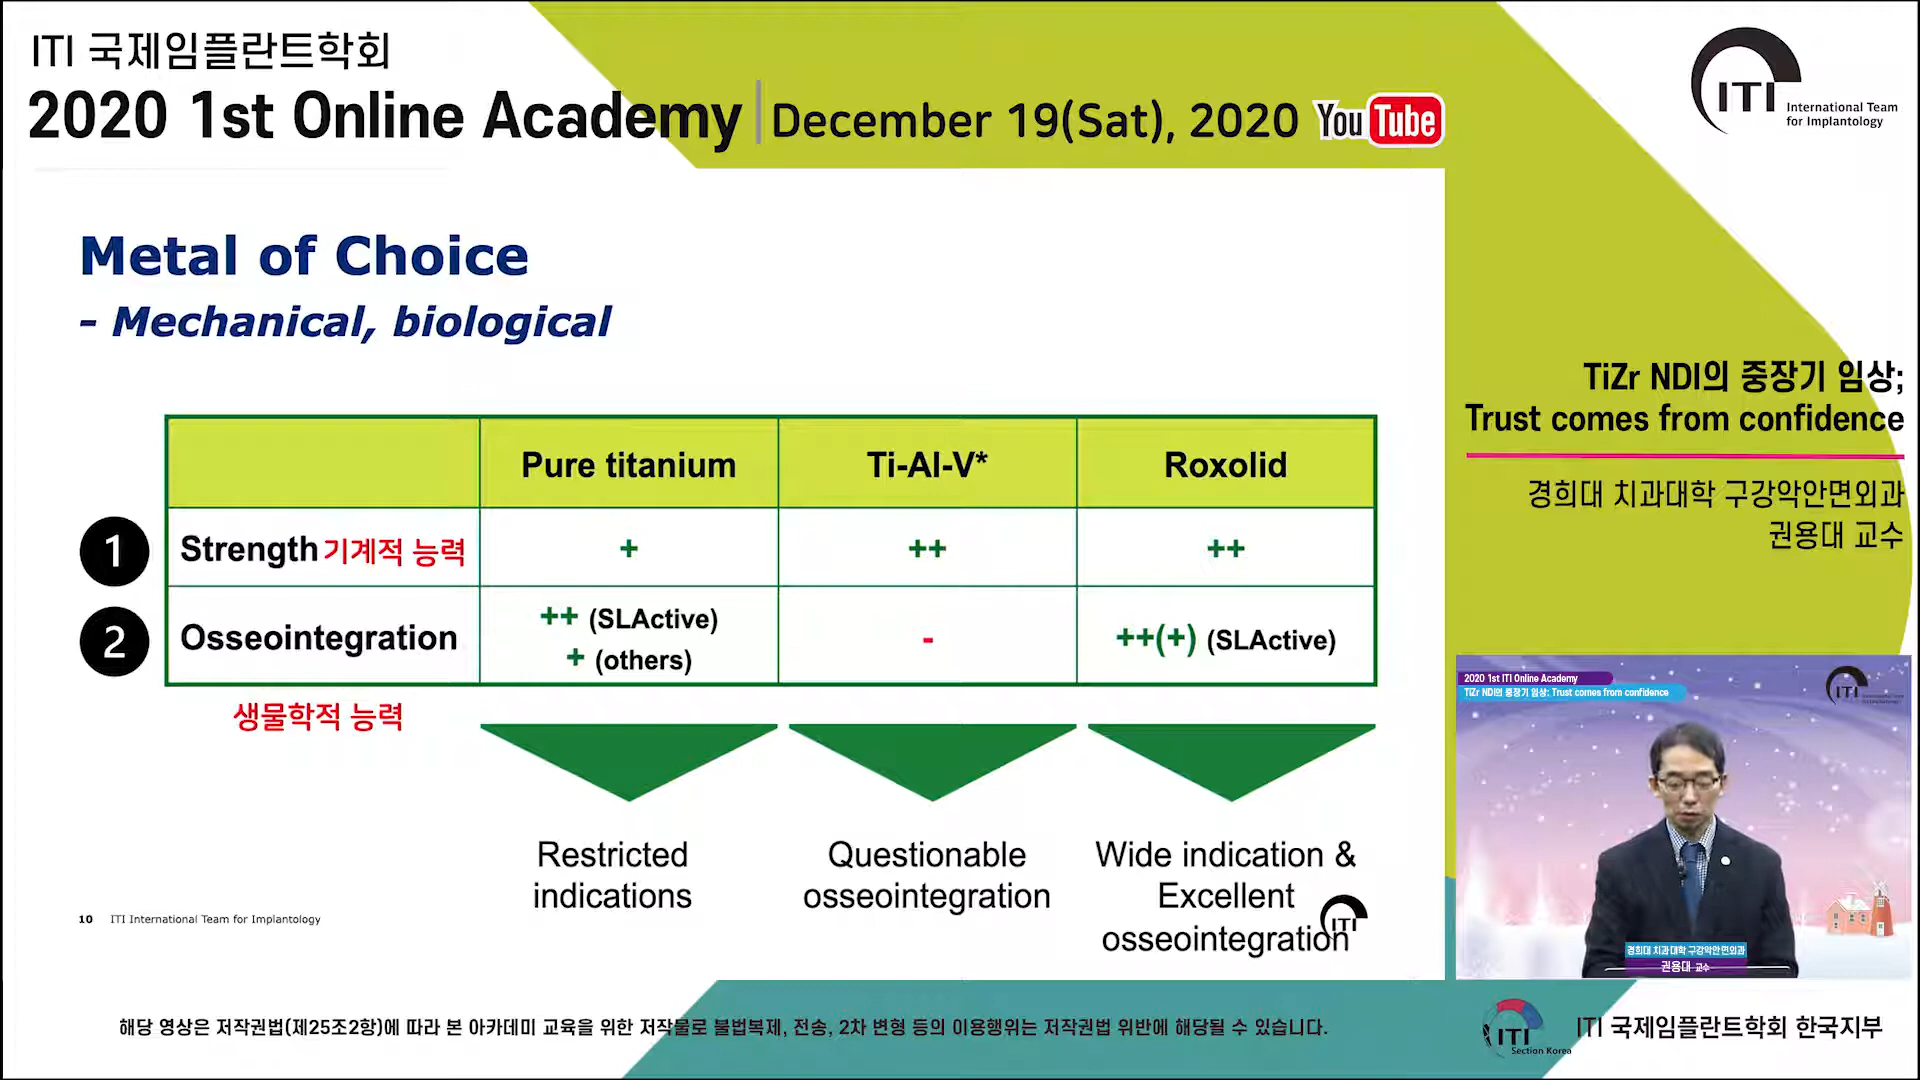 ITI 국제임플란트학회
2020 1st Online Academy
December 19(Sat), 2020
YouTube
ITI
International Team
for Implantology
Metal of Choice
- Mechanical, biological
Pure titanium
Ti-Al-V*
Roxolid
1
Strength 기계적 능력
+
++
++
2
Osseointegration
++ (SLActive)
+ (others)
-
++(+) (SLActive)
생물학적 능력
Restricted
indications
Questionable
osseointegration
Wide indication &
Excellent
osseointegration
10 ITI International Team for Implantology
ITI
TiZr NDI의 중장기 임상;
Trust comes from confidence
경희대 치과대학 구강악안면외과
권용대 교수
2020 1st ITI Online Academy
TiZr NDI의 중장기 임상: Trust comes from confidence
ITI
경희대 치과대학 구강악안면외과
권용대 교수
해당 영상은 저작권법(제25조2항)에 따라 본 아카데미 교육을 위한 저작물로 불법복제, 전송, 2차 변형 등의 이용행위는 저작권법 위반에 해당될 수 있습니다.
ITI
Section Korea
ITI 국제임플란트학회 한국지부